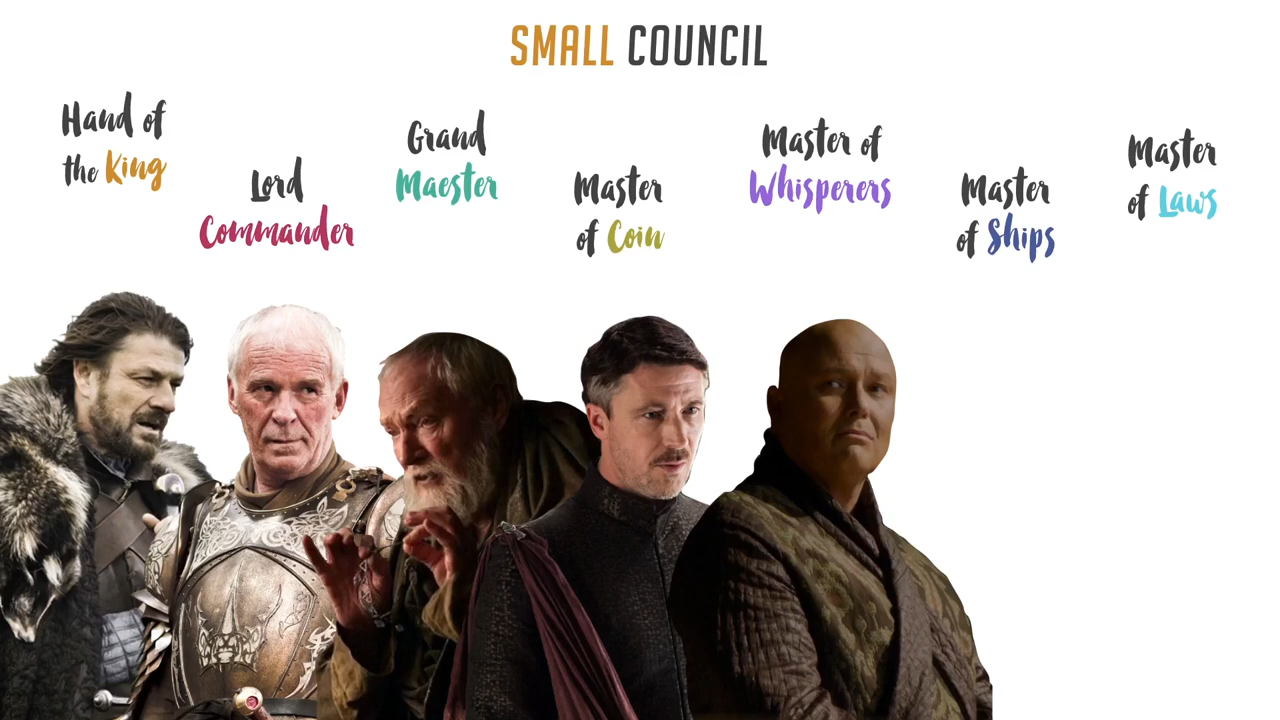 SMALL COUNCIL
Hand of
the King
Lord
Commander
Grand
Maester
Master
of Coin
Master of
Whisperers
Master
of Ships
Master
of Laws